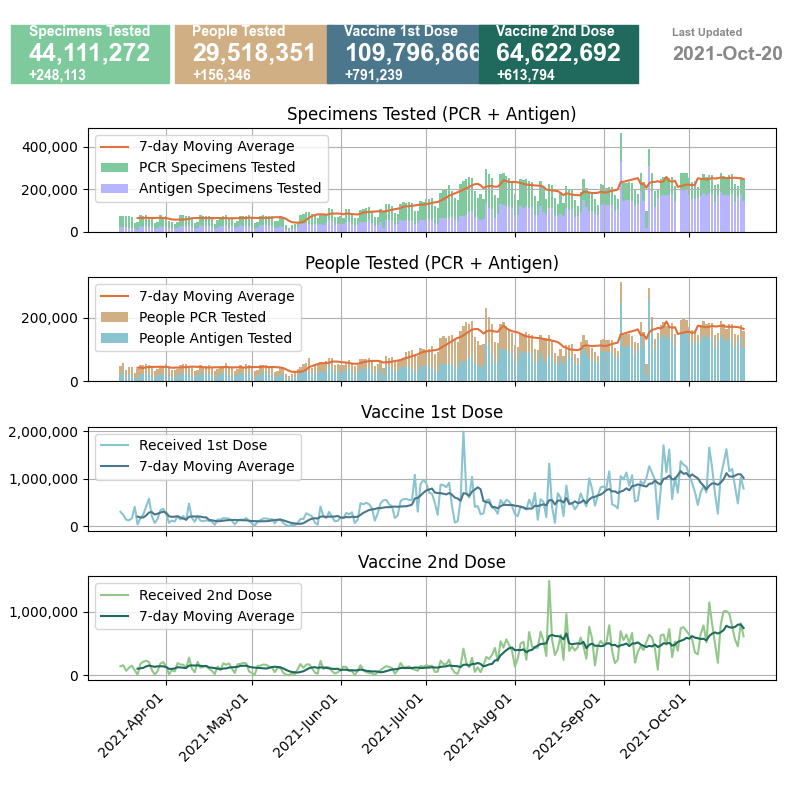 Specimens Tested
44,111,272
+248,113
People Tested
29,518,351
+156,346
Vaccine 1st Dose
109,796,866
+791,239
Vaccine 2nd Dose
64,622,692
+613,794
Last Updated
2021-Oct-20
Specimens Tested (PCR + Antigen)
400,000
200,000
0
7-day Moving Average
PCR Specimens Tested
Antigen Specimens Tested
People Tested (PCR + Antigen)
200,000
0
7-day Moving Average
People PCR Tested
People Antigen Tested
Vaccine 1st Dose
2,000,000
1,000,000
0
Received 1st Dose
7-day Moving Average
Vaccine 2nd Dose
1,000,000
0
Received 2nd Dose
7-day Moving Average
2021-Apr-01
2021-May-01
2021-Jun-01
2021-Jul-01
2021-Aug-01
2021-Sep-01
2021-Oct-01